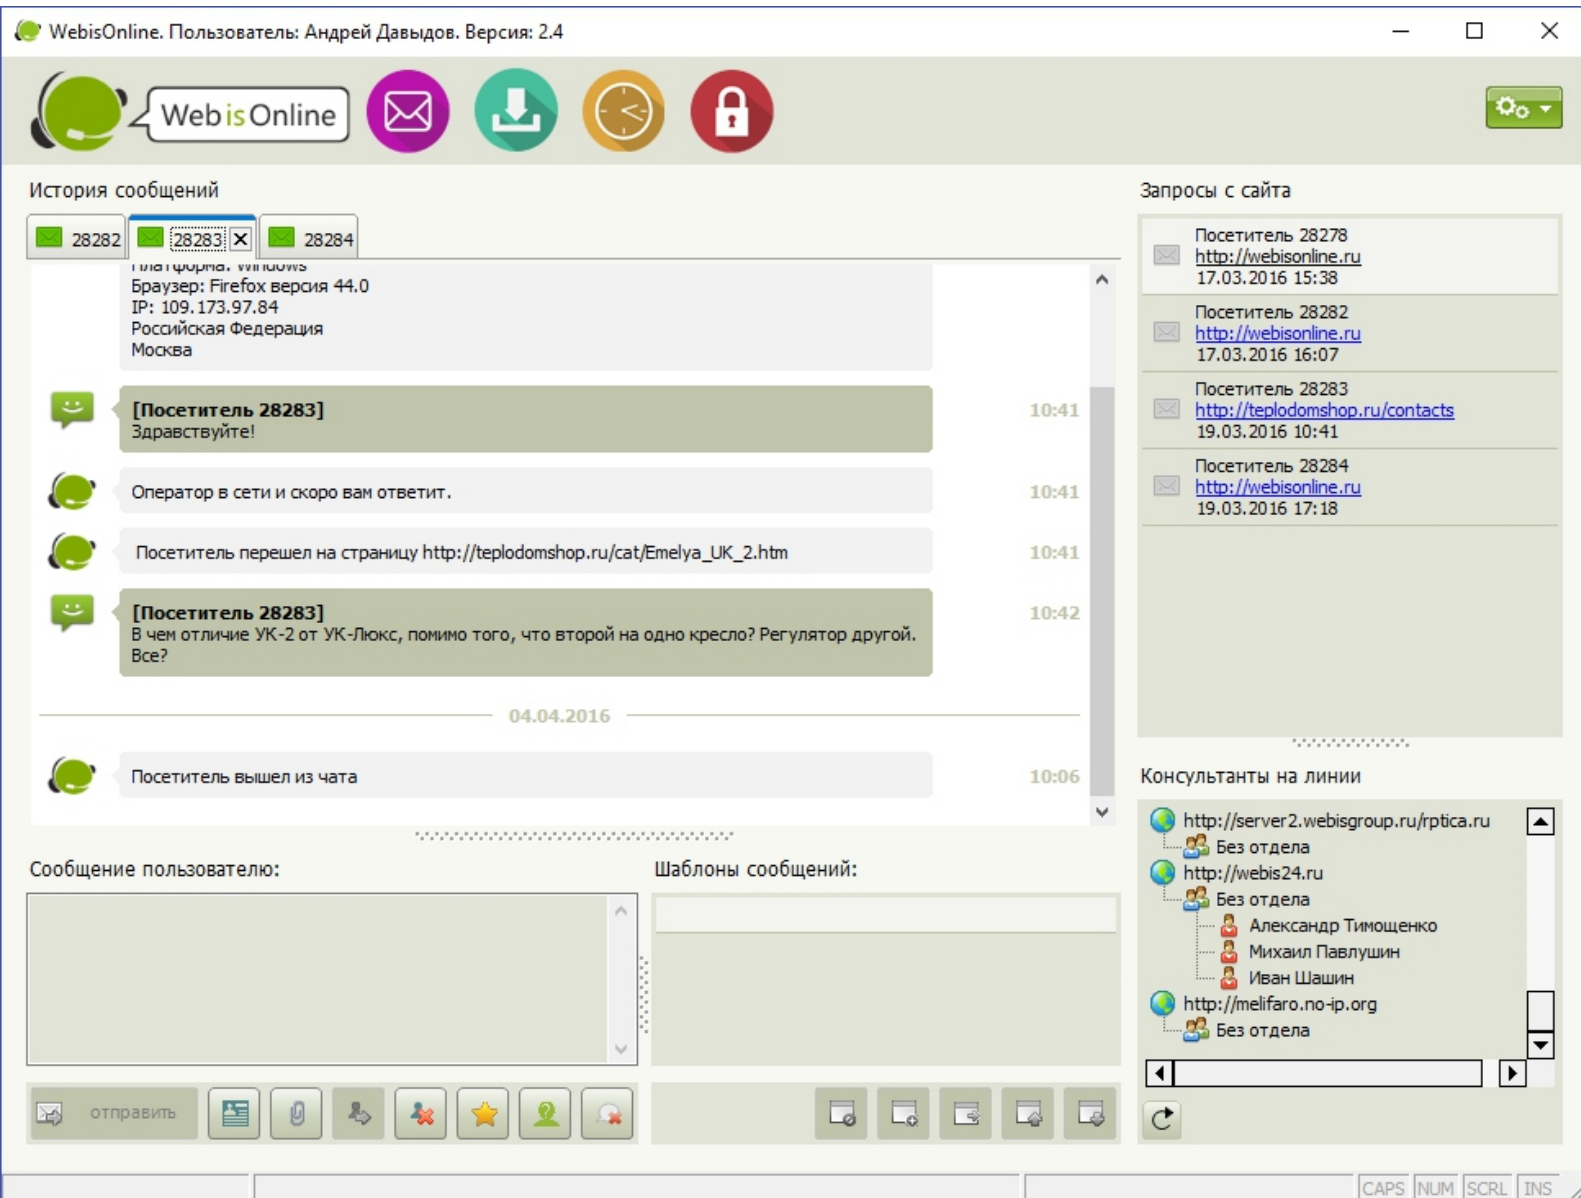 WebisOnline. Пользователь: Андрей Давыдов. Версия: 2.4
WebisOnline
История сообщений
28282
28283
28284
Платформа: Windows
Браузер: Firefox версия 44.0
IP: 109.173.97.84
Российская Федерация
Москва
[Посетитель 28283]
Здравствуйте!
10:41
Оператор в сети и скоро вам ответит.
10:41
Посетитель перешел на страницу http://teplodomshop.ru/cat/Emelya_UK_2.htm
10:41
[Посетитель 28283]
В чем отличие УК-2 от УК-Люкс, помимо того, что второй на одно кресло? Регулятор другой.
Все?
10:42
04.04.2016
Посетитель вышел из чата
10:06
Сообщение пользователю:
Шаблоны сообщений:
отправить
Запросы с сайта
Посетитель 28278
http://webisonline.ru
17.03.2016 15:38
Посетитель 28282
http://webisonline.ru
17.03.2016 16:07
Посетитель 28283
http://teplodomshop.ru/contacts
19.03.2016 10:41
Посетитель 28284
http://webisonline.ru
19.03.2016 17:18
Консультанты на линии
http://server2.webisgroup.ru/rptica.ru
Без отдела
http://webis24.ru
Без отдела
Александр Тимощенко
Михаил Павлушин
Иван Шашин
http://melifaro.no-ip.org
Без отдела
CAPS NUM SCRL INS